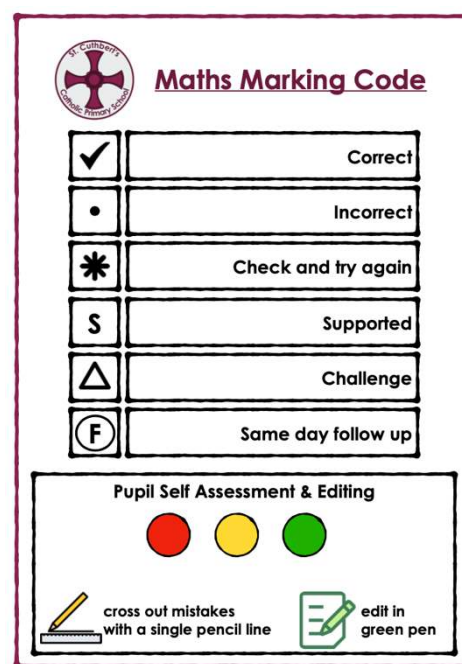 St. Cuthbert's
Catholic Primary School
Maths Marking Code
Correct
Incorrect
Check and try again
S Supported
Challenge
F Same day follow up
Pupil Self Assessment & Editing
cross out mistakes
with a single pencil line
edit in
green pen